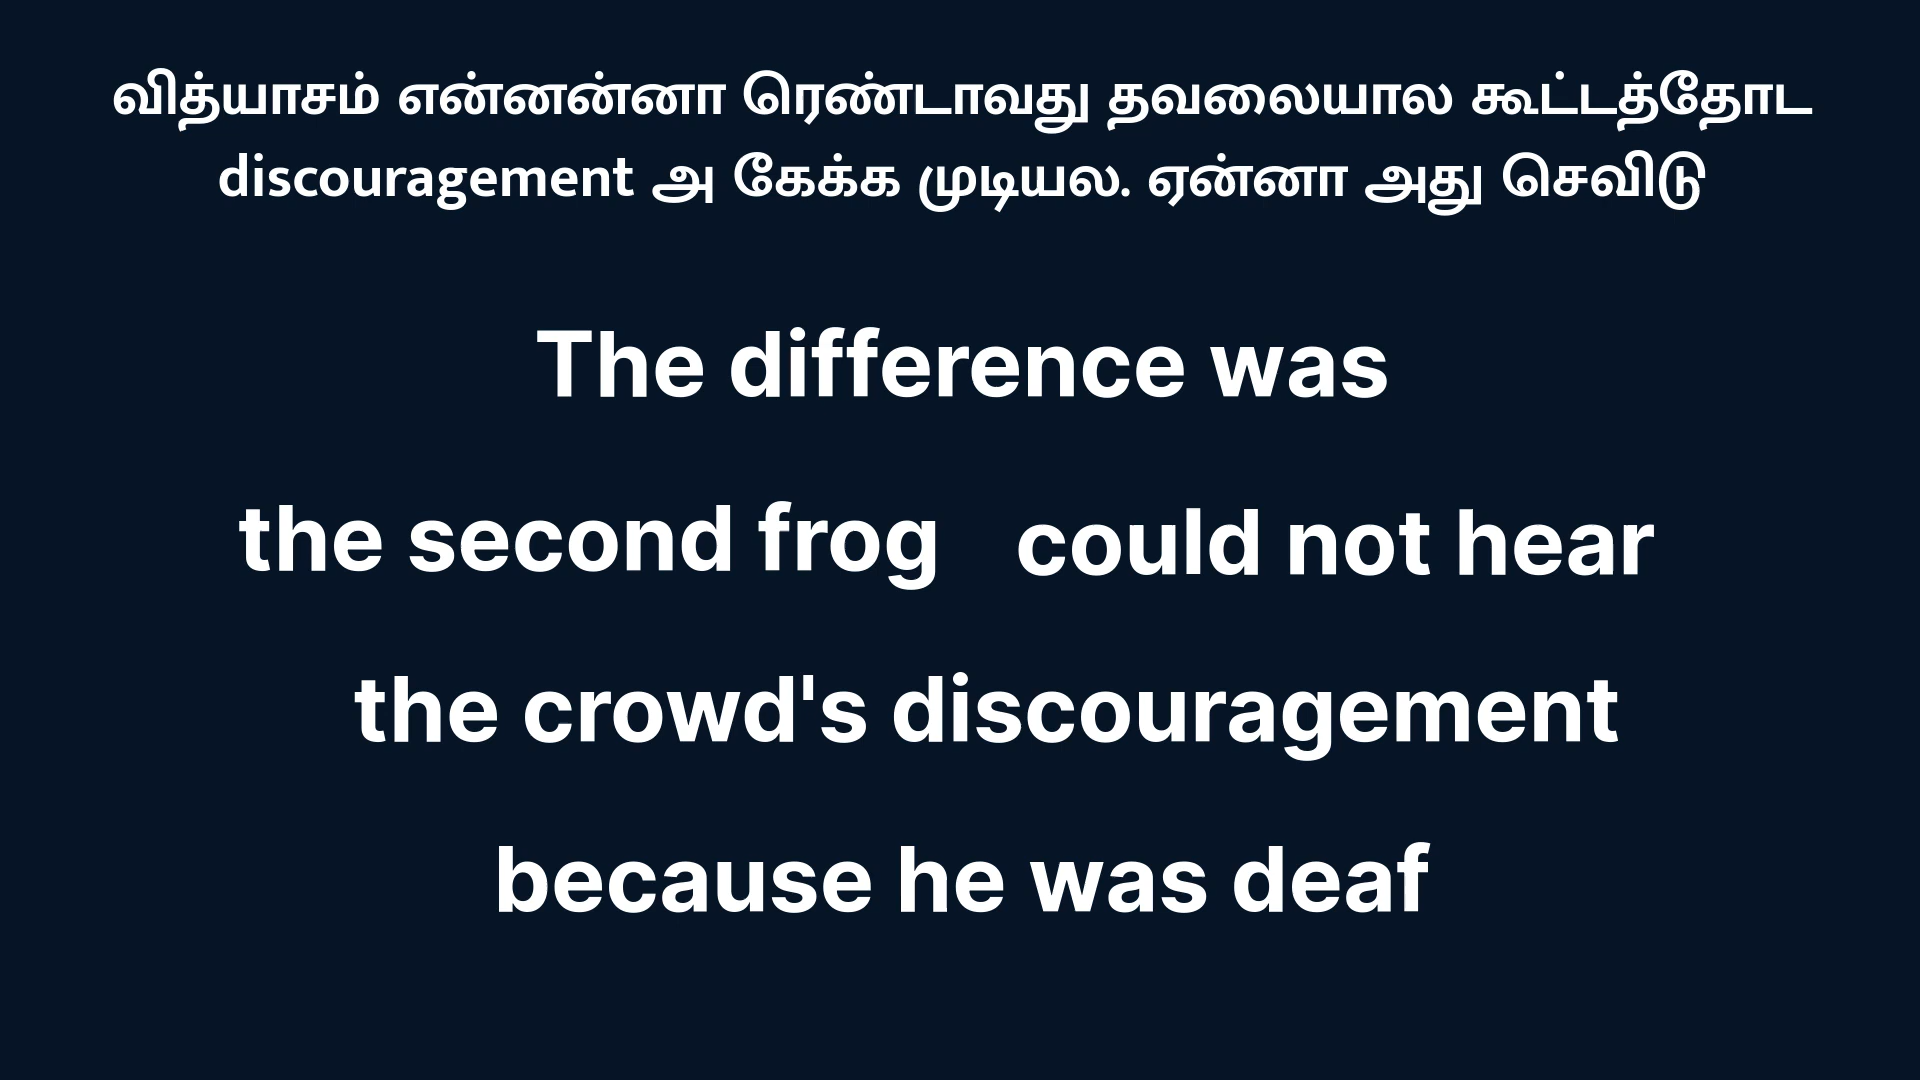 வித்யாசம் என்னன்னா ரெண்டாவது தவலையால கூட்டத்தோட
discouragement அ கேக்க முடியல. ஏன்னா அது செவிடு
The difference was
the second frog could not hear
the crowd's discouragement
because he was deaf